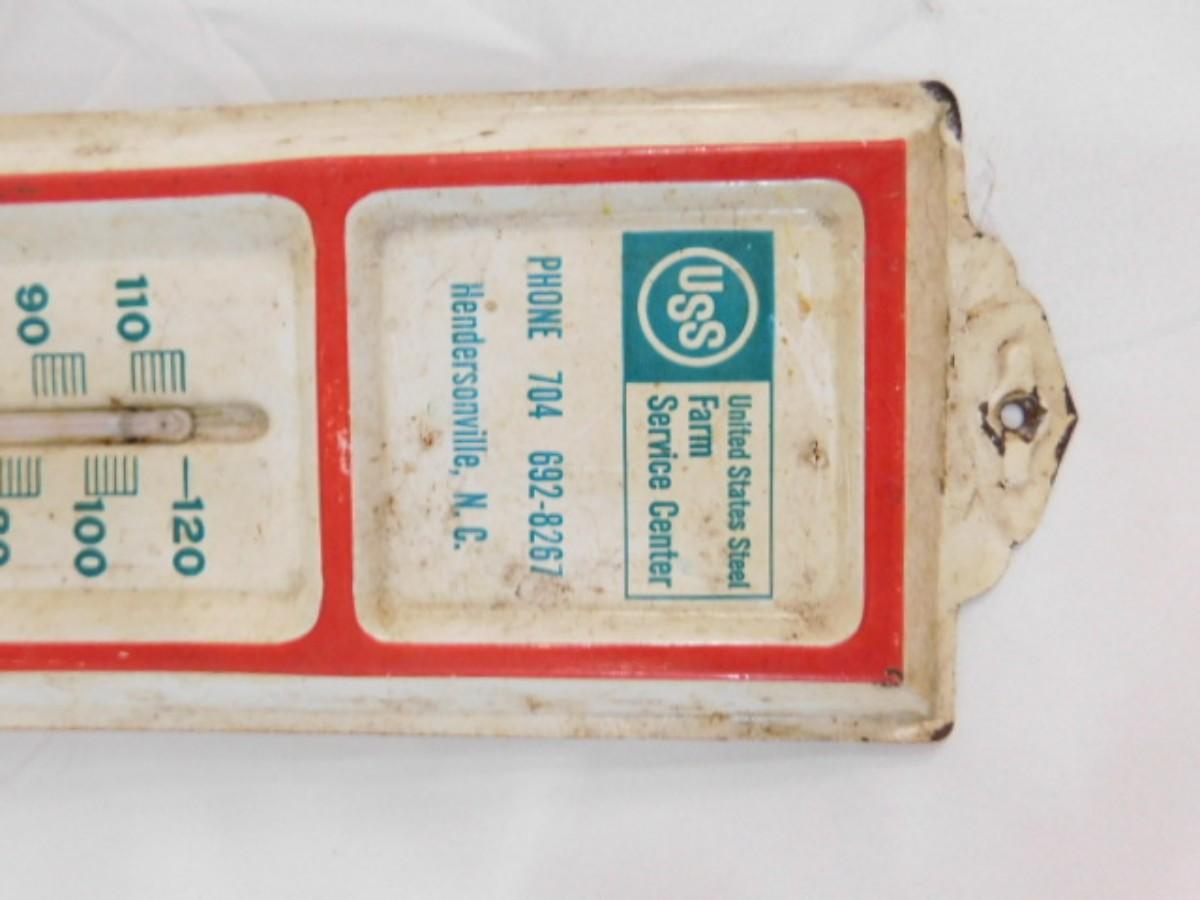 USS
United States Steel
Farm
Service Center
PHONE 704 692-8267
Hendersonville, N. C.
120
110
100
90